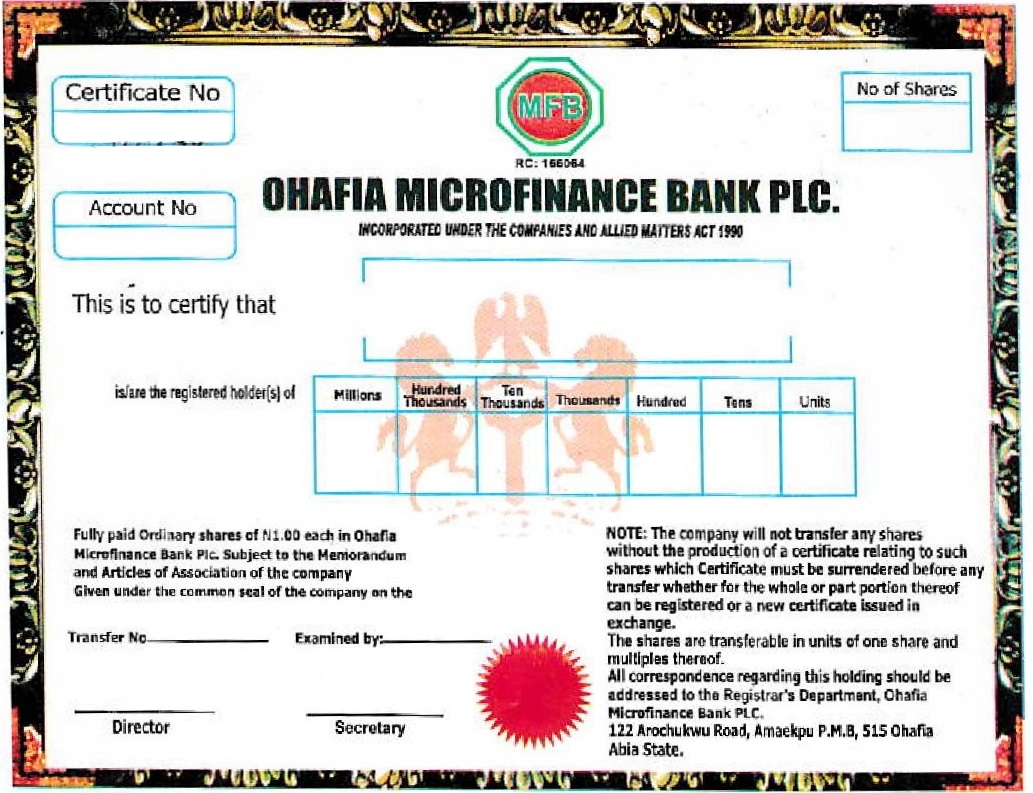 Certificate No
No of Shares
MFB
RC: 166064
Account No
OHAFIA MICROFINANCE BANK PLC.
INCORPORATED UNDER THE COMPANIES AND ALLIED MATTERS ACT 1990
This is to certify that
is/are the registered holder(s) of
Millions
Hundred
Thousands
Ten
Thousands
Thousands
Hundred
Tens
Units
Fully paid Ordinary shares of ₦1.00 each in Ohafia
Microfinance Bank Plc. Subject to the Memorandum
and Articles of Association of the company
Given under the common seal of the company on the
Transfer No
Examined by:
Director
Secretary
NOTE: The company will not transfer any shares
without the production of a certificate relating to such
shares which Certificate must be surrendered before any
transfer whether for the whole or part portion thereof
can be registered or a new certificate issued in
exchange.
The shares are transferable in units of one share and
multiples thereof.
All correspondence regarding this holding should be
addressed to the Registrar's Department, Ohafia
Microfinance Bank PLC.
122 Arochukwu Road, Amaekpu P.M.B, 515 Ohafia
Abia State.